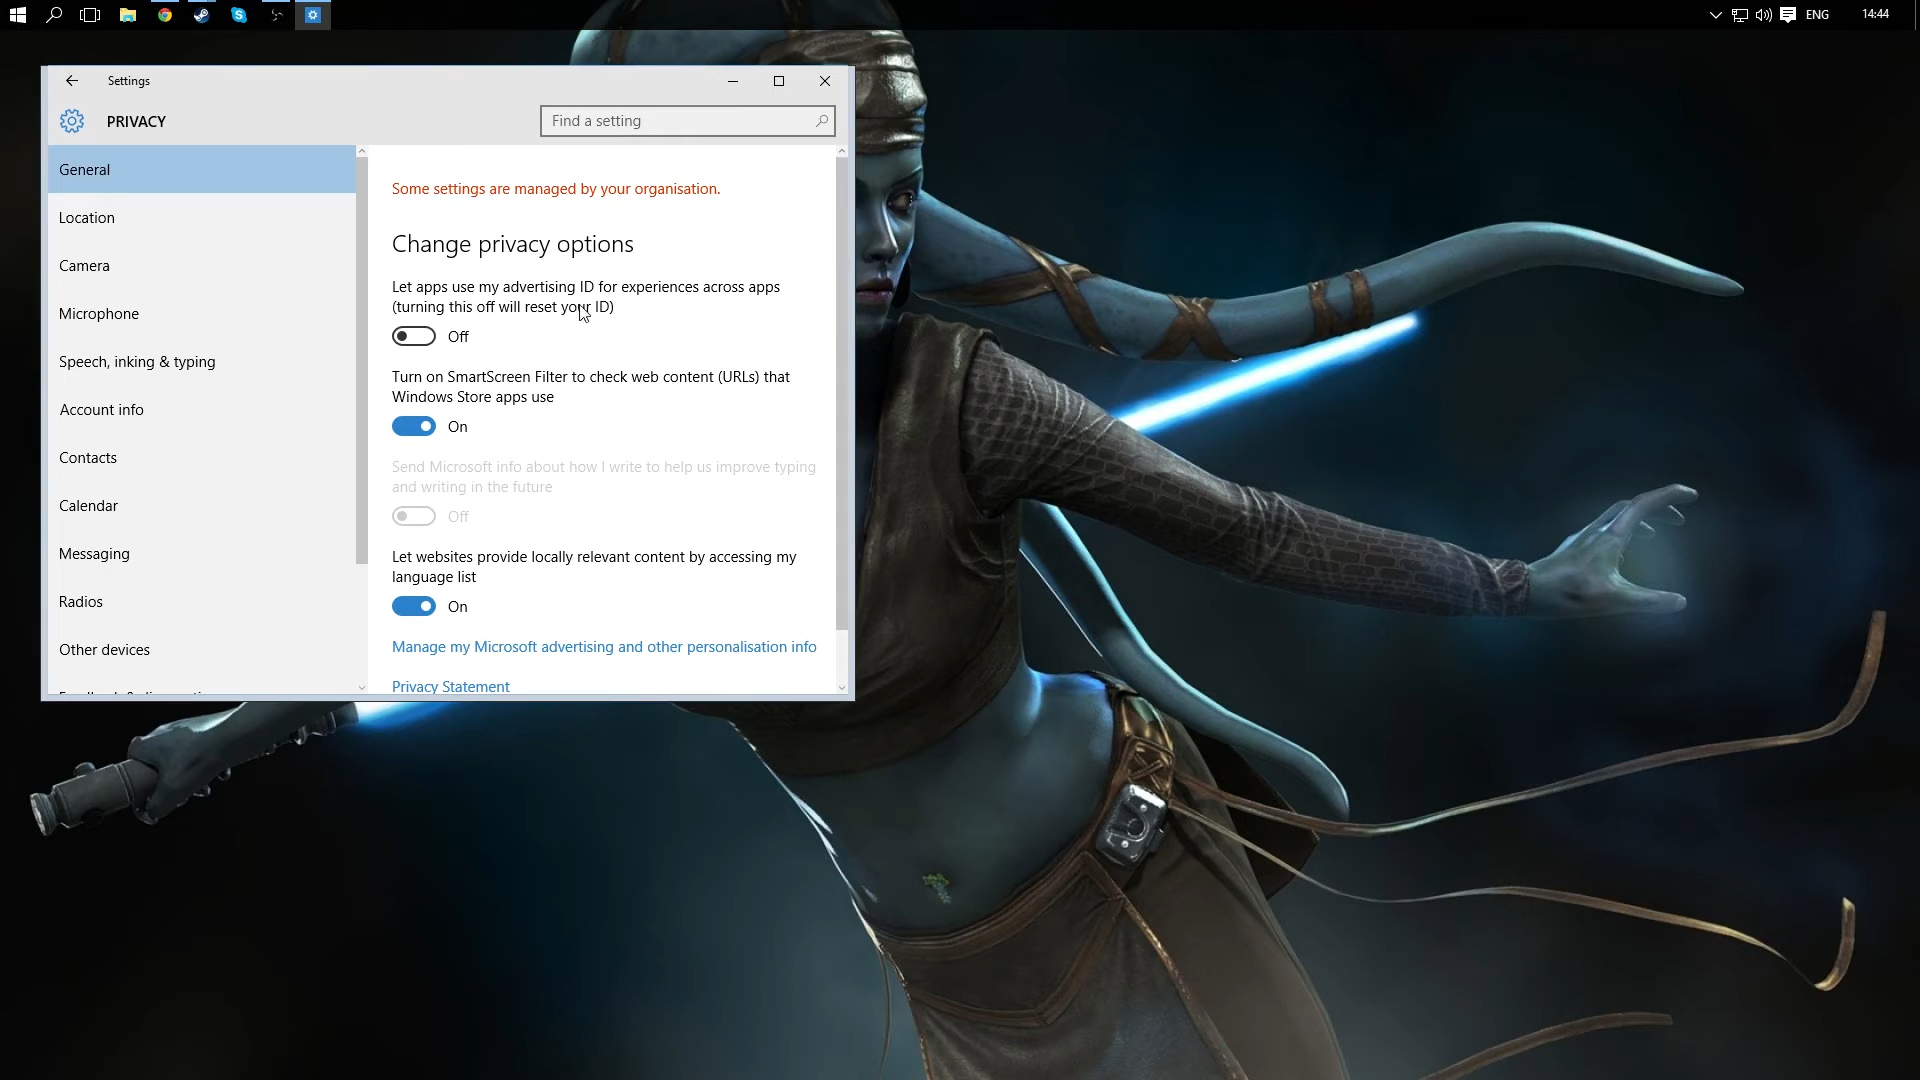 ENG
14:44
Settings
PRIVACY
Find a setting
General
Location
Camera
Microphone
Speech, inking & typing
Account info
Contacts
Calendar
Messaging
Radios
Other devices
Some settings are managed by your organisation.
Change privacy options
Let apps use my advertising ID for experiences across apps
(turning this off will reset your ID)
Off
Turn on SmartScreen Filter to check web content (URLs) that
Windows Store apps use
On
Send Microsoft info about how I write to help us improve typing
and writing in the future
Off
Let websites provide locally relevant content by accessing my
language list
On
Manage my Microsoft advertising and other personalisation info
Privacy Statement